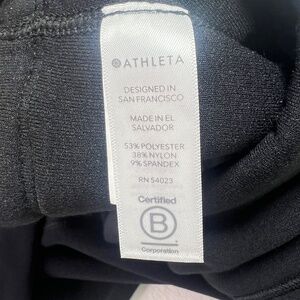 ATHLETA
DESIGNED IN
SAN FRANCISCO
MADE IN EL
SALVADOR
53% POLYESTER
38% NYLON
9% SPANDEX
RN 54023
Certified
B
Corporation